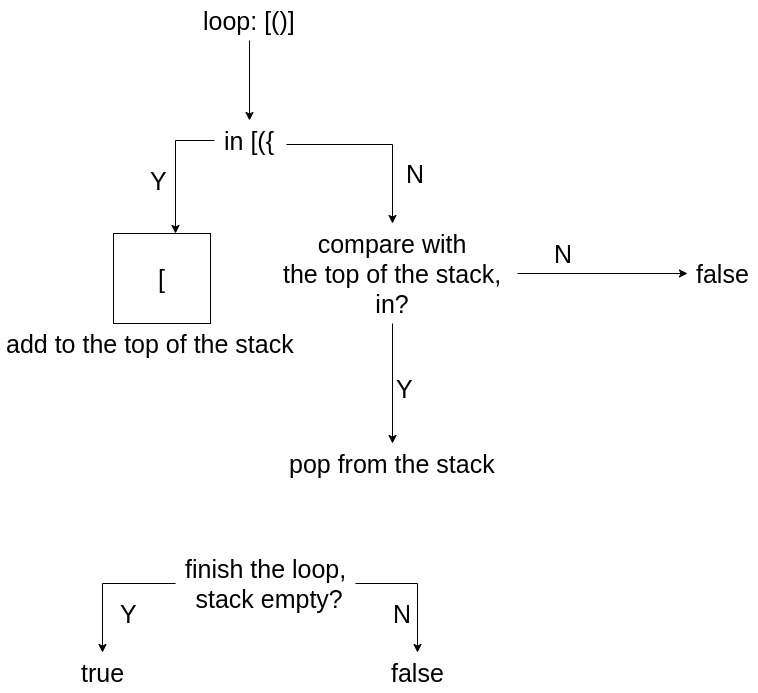 loop: [()]
in [({
Y
N
compare with
the top of the stack,
in?
N
false
[
add to the top of the stack
Y
pop from the stack
finish the loop,
stack empty?
Y
N
true
false